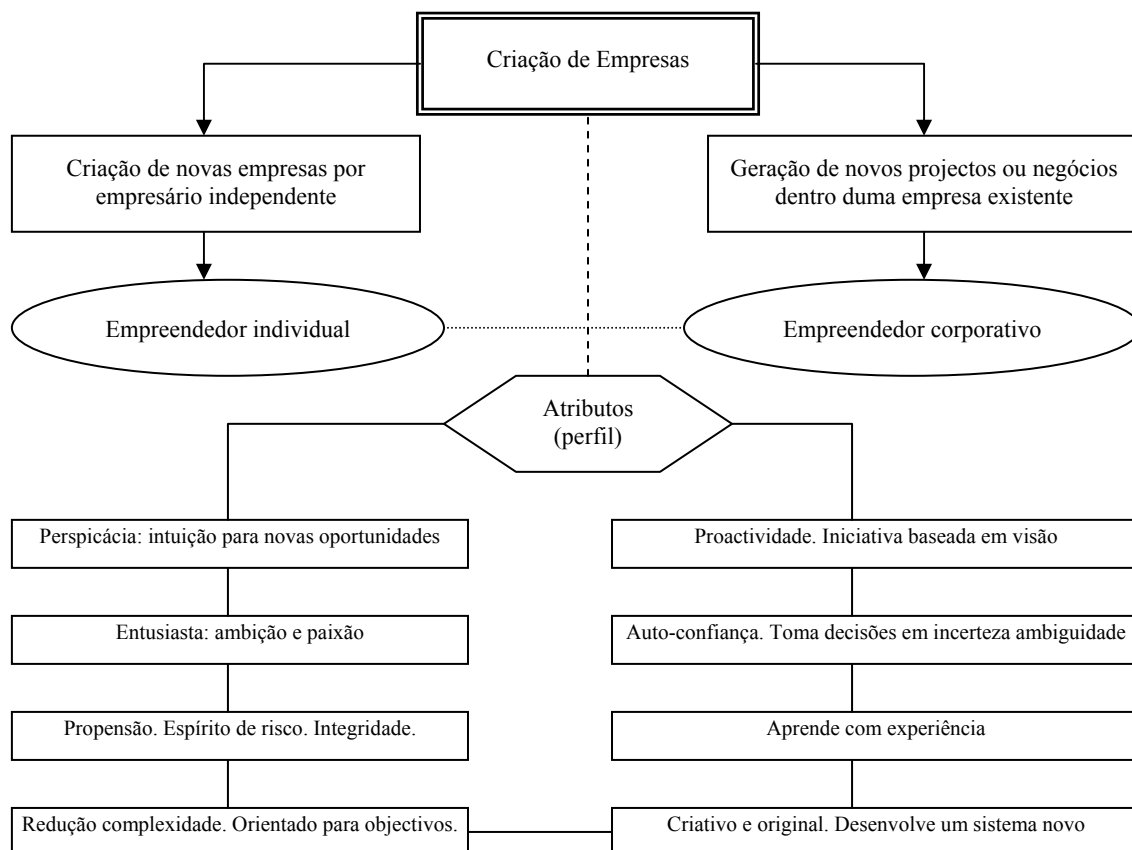 Criação de Empresas
Criação de novas empresas por
empresário independente
Geração de novos projectos ou negócios
dentro duma empresa existente
Empreendedor individual
Empreendedor corporativo
Atributos
(perfil)
Perspicácia: intuição para novas oportunidades
Proactividade. Iniciativa baseada em visão
Entusiasta: ambição e paixão
Auto-confiança. Toma decisões em incerteza ambiguidade
Propensão. Espírito de risco. Integridade.
Aprende com experiência
Redução complexidade. Orientado para objectivos.
Criativo e original. Desenvolve um sistema novo